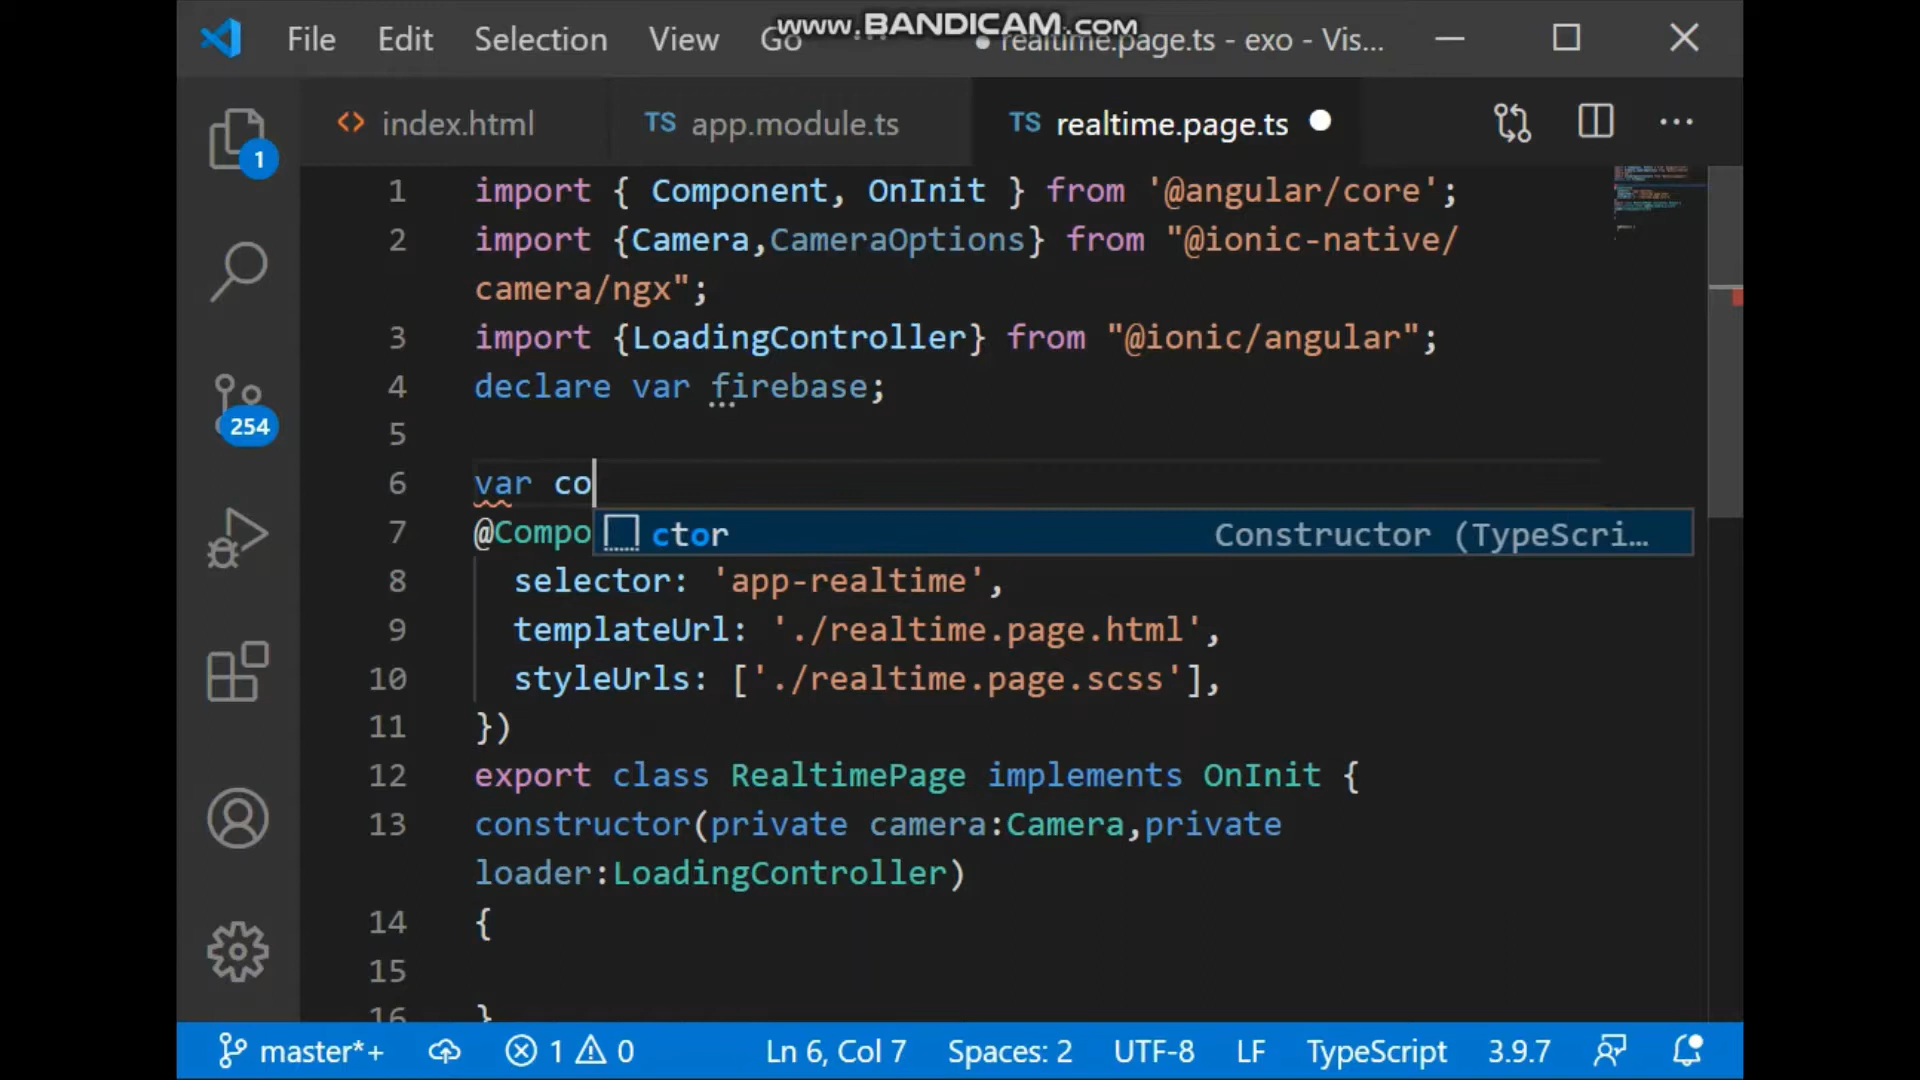 File Edit Selection View Go ... ● realtime.page.ts - exo - Vis...
www.BANDICAM.com
<> index.html TS app.module.ts TS realtime.page.ts ● ...
1
254
1 import { Component, OnInit } from '@angular/core';
2 import {Camera,CameraOptions} from "@ionic-native/
camera/ngx";
3 import {LoadingController} from "@ionic/angular";
4 declare var firebase;
5
6 var co
7 @Compo
ctor Constructor (TypeScri...
8 selector: 'app-realtime',
9 templateUrl: './realtime.page.html',
10 styleUrls: ['./realtime.page.scss'],
11 })
12 export class RealtimePage implements OnInit {
13 constructor(private camera:Camera,private
loader:LoadingController)
14 {
15
16 }
master*+ 1 0 Ln 6, Col 7 Spaces: 2 UTF-8 LF TypeScript 3.9.7